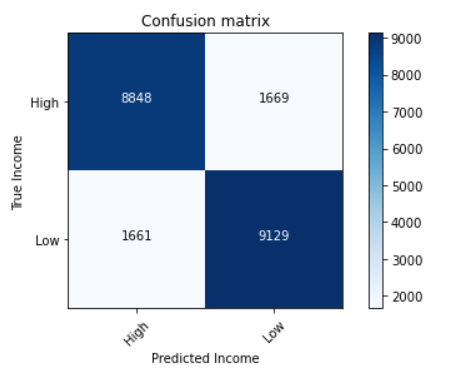 Confusion matrix
True Income
High
8848
1669
Low
1661
9129
High
Low
Predicted Income
9000
8000
7000
6000
5000
4000
3000
2000